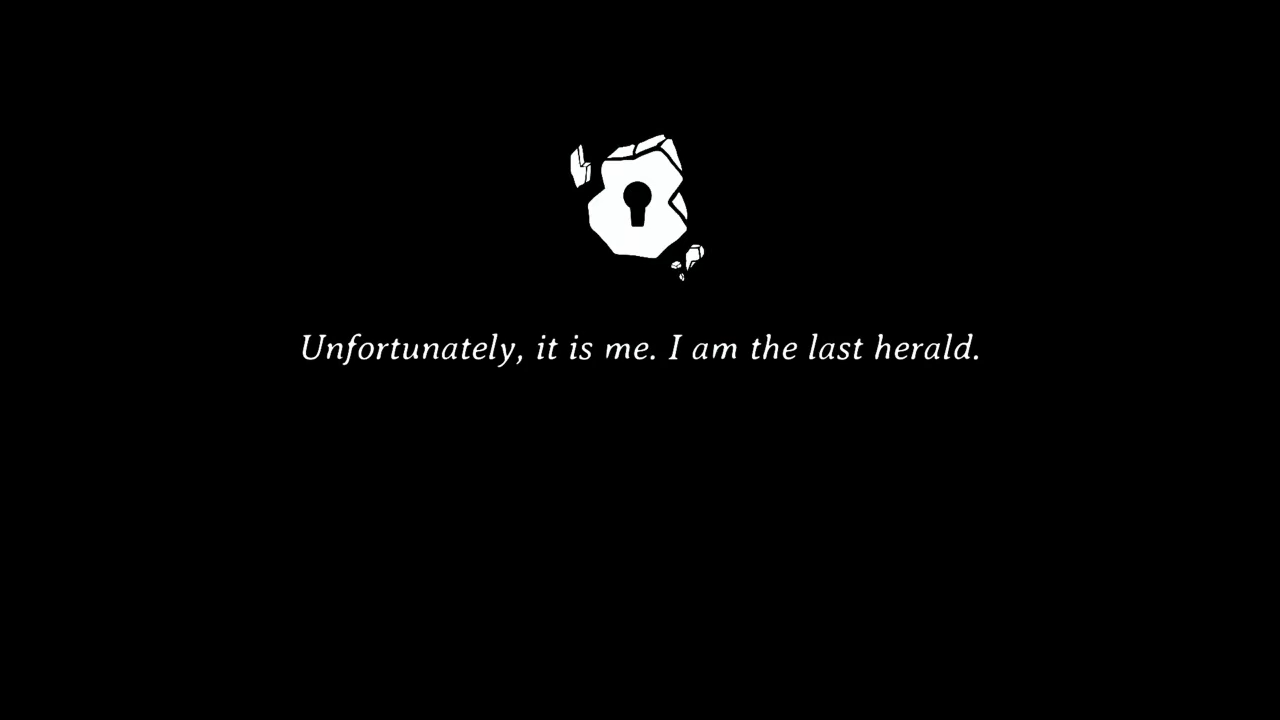 Unfortunately, it is me. I am the last herald.